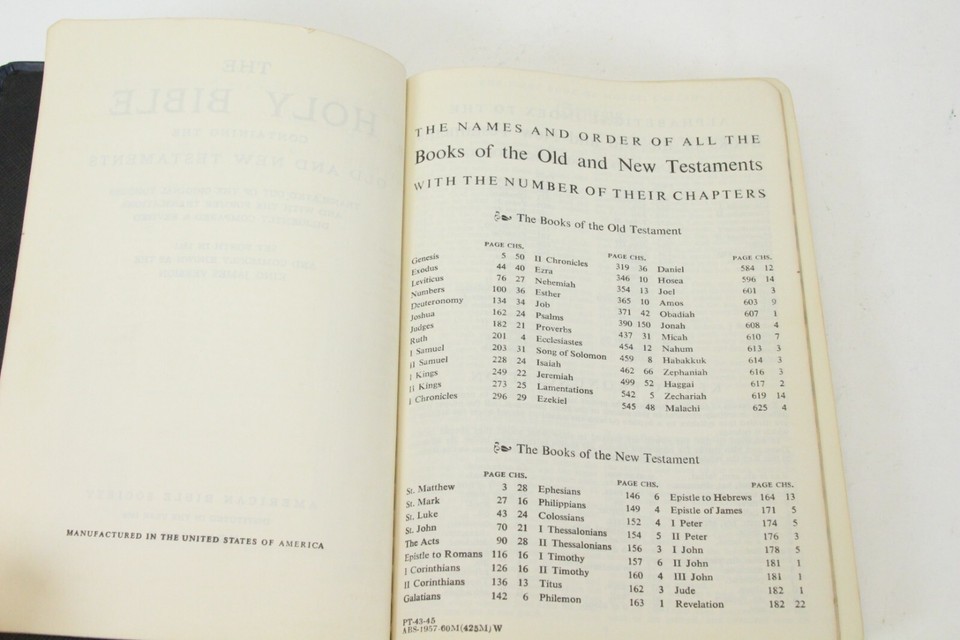 MANUFACTURED IN THE UNITED STATES OF AMERICA
THE NAMES AND ORDER OF ALL THE
Books of the Old and New Testaments
WITH THE NUMBER OF THEIR CHAPTERS
The Books of the Old Testament
PAGE CHS.
Genesis 5 50
Exodus 44 40
Leviticus 76 27
Numbers 100 36
Deuteronomy 134 34
Joshua 162 24
Judges 182 21
Ruth 201 4
I Samuel 203 31
II Samuel 228 24
I Kings 249 22
II Kings 273 25
I Chronicles 296 29
PAGE CHS.
II Chronicles 319 36
Ezra 346 10
Nehemiah 354 13
Esther 365 10
Job 371 42
Psalms 390 150
Proverbs 437 31
Ecclesiastes 454 12
Song of Solomon 459 8
Isaiah 462 66
Jeremiah 499 52
Lamentations 542 5
Ezekiel 545 48
PAGE CHS.
Daniel 584 12
Hosea 596 14
Joel 601 3
Amos 603 9
Obadiah 607 1
Jonah 608 4
Micah 610 7
Nahum 613 3
Habakkuk 614 3
Zephaniah 616 3
Haggai 617 2
Zechariah 619 14
Malachi 625 4
The Books of the New Testament
PAGE CHS.
St. Matthew 3 28
St. Mark 27 16
St. Luke 43 24
St. John 70 21
The Acts 90 28
Epistle to Romans 116 16
I Corinthians 126 16
II Corinthians 136 13
Galatians 142 6
PAGE CHS.
Ephesians 146 6
Philippians 149 4
Colossians 152 4
I Thessalonians 154 5
II Thessalonians 156 3
I Timothy 157 6
II Timothy 160 4
Titus 162 3
Philemon 163 1
PAGE CHS.
Epistle to Hebrews 164 13
Epistle of James 171 5
I Peter 174 5
II Peter 176 3
I John 178 5
II John 181 1
III John 181 1
Jude 182 1
Revelation 182 22
PT-43-45
ABS-1957-60M(425M)W